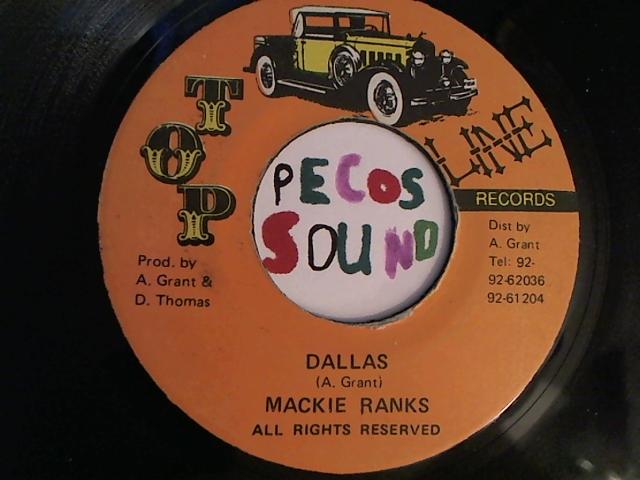 TOP
LINE
RECORDS
PECOS
SOUND
Prod. by
A. Grant &
D. Thomas
Dist by
A. Grant
Tel: 92-
92-62036
92-61204
DALLAS
(A. Grant)
MACKIE RANKS
ALL RIGHTS RESERVED